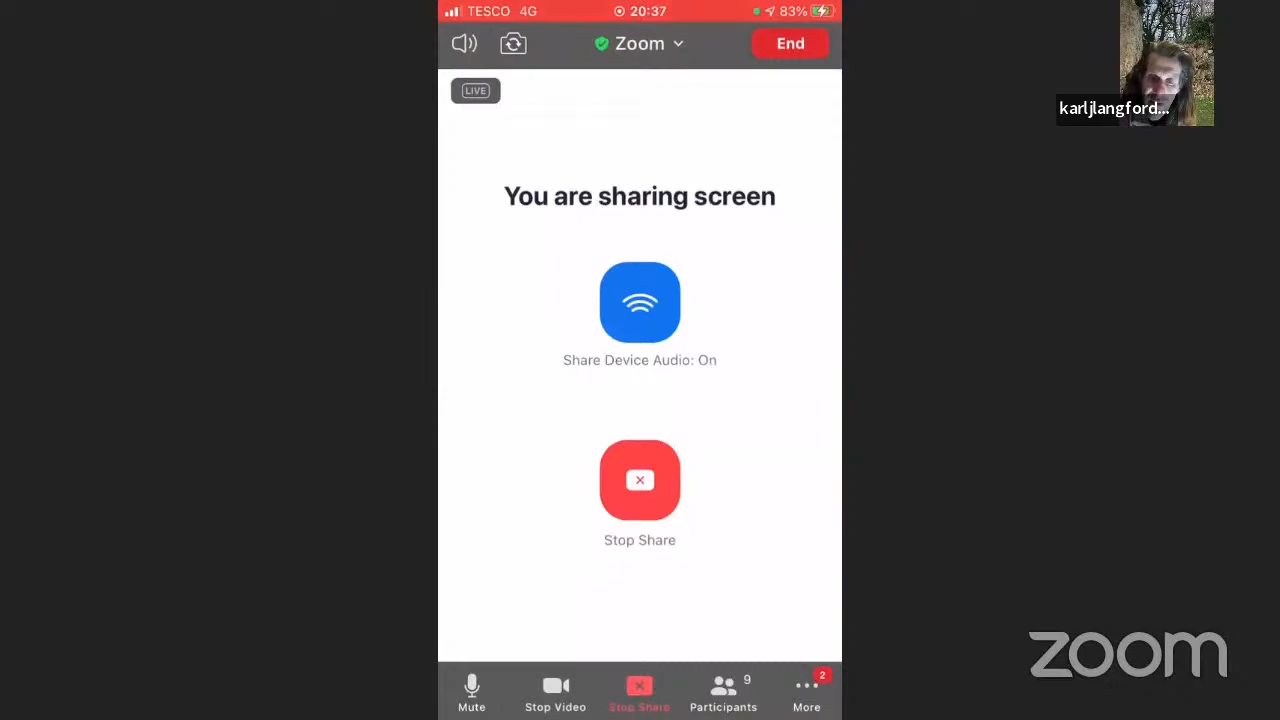 TESCO 4G 20:37 83%
Zoom End
LIVE
karljlangford...
You are sharing screen
Share Device Audio: On
Stop Share
9 2
Mute Stop Video Stop Share Participants More
zoom